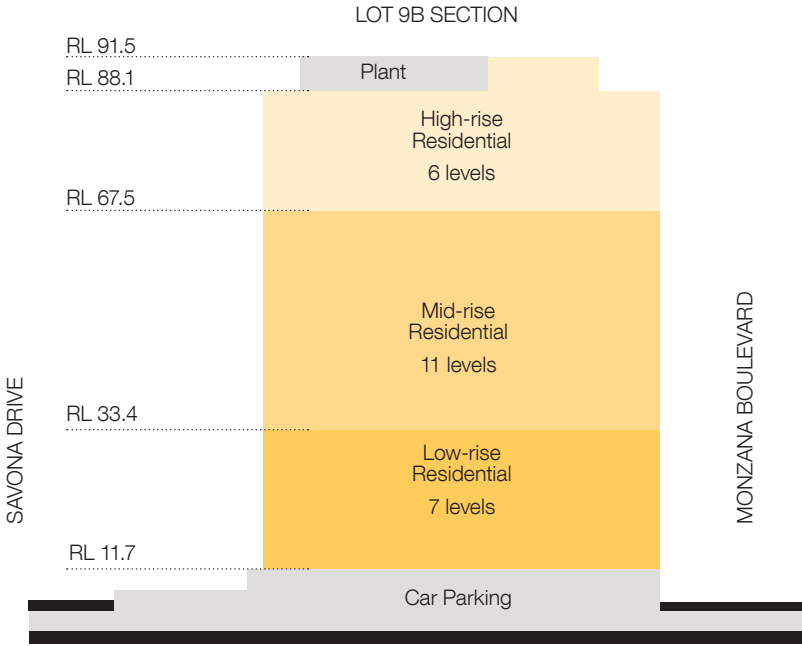 LOT 9B SECTION
RL 91.5
Plant
RL 88.1
High-rise
Residential
6 levels
RL 67.5
Mid-rise
Residential
11 levels
RL 33.4
Low-rise
Residential
7 levels
RL 11.7
Car Parking
SAVONA DRIVE
MONZANA BOULEVARD